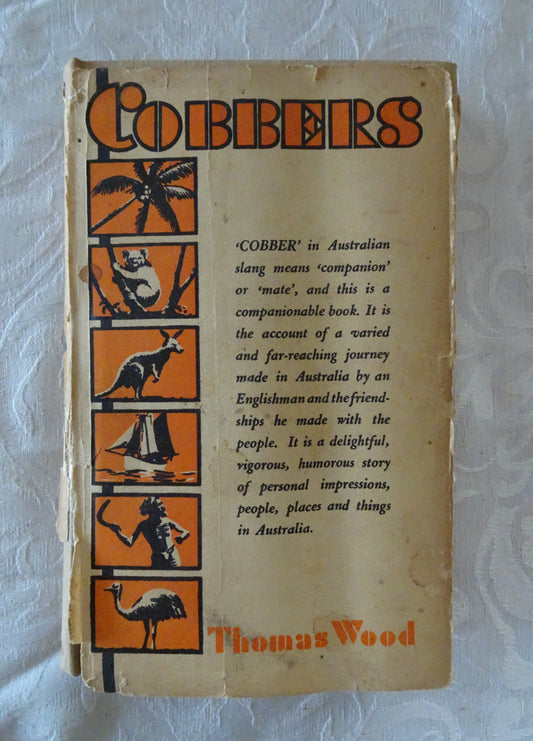 COBBERS
‘COBBER’ in Australian
slang means ‘companion’
or ‘mate’, and this is a
companionable book. It is
the account of a varied
and far-reaching journey
made in Australia by an
Englishman and the friend-
ships he made with the
people. It is a delightful,
vigorous, humorous story
of personal impressions,
people, places and things
in Australia.
Thomas Wood